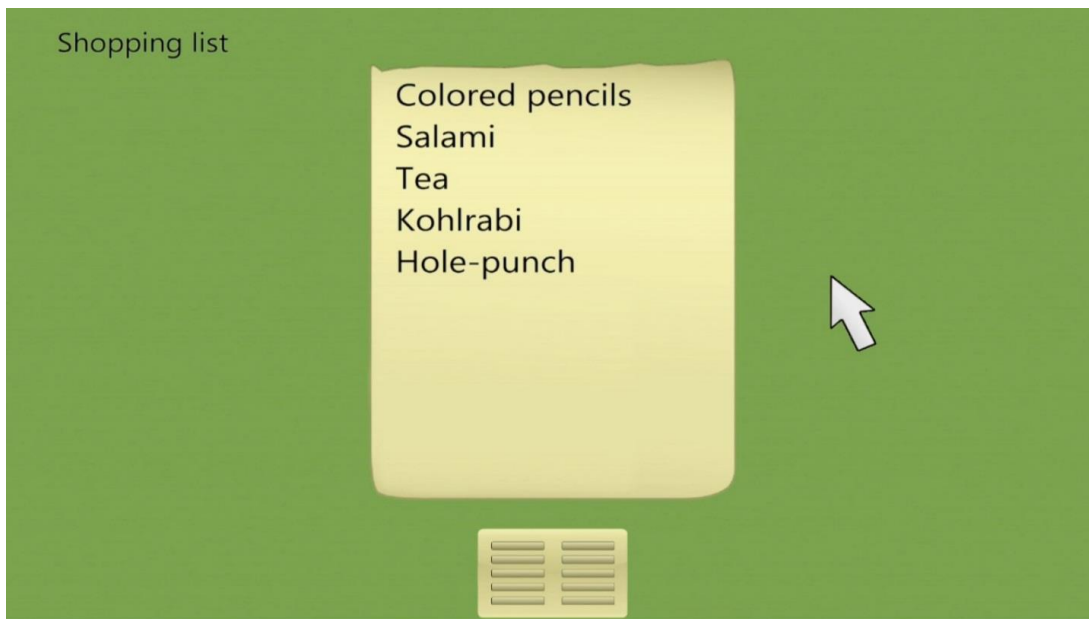 Shopping list
Colored pencils
Salami
Tea
Kohlrabi
Hole-punch